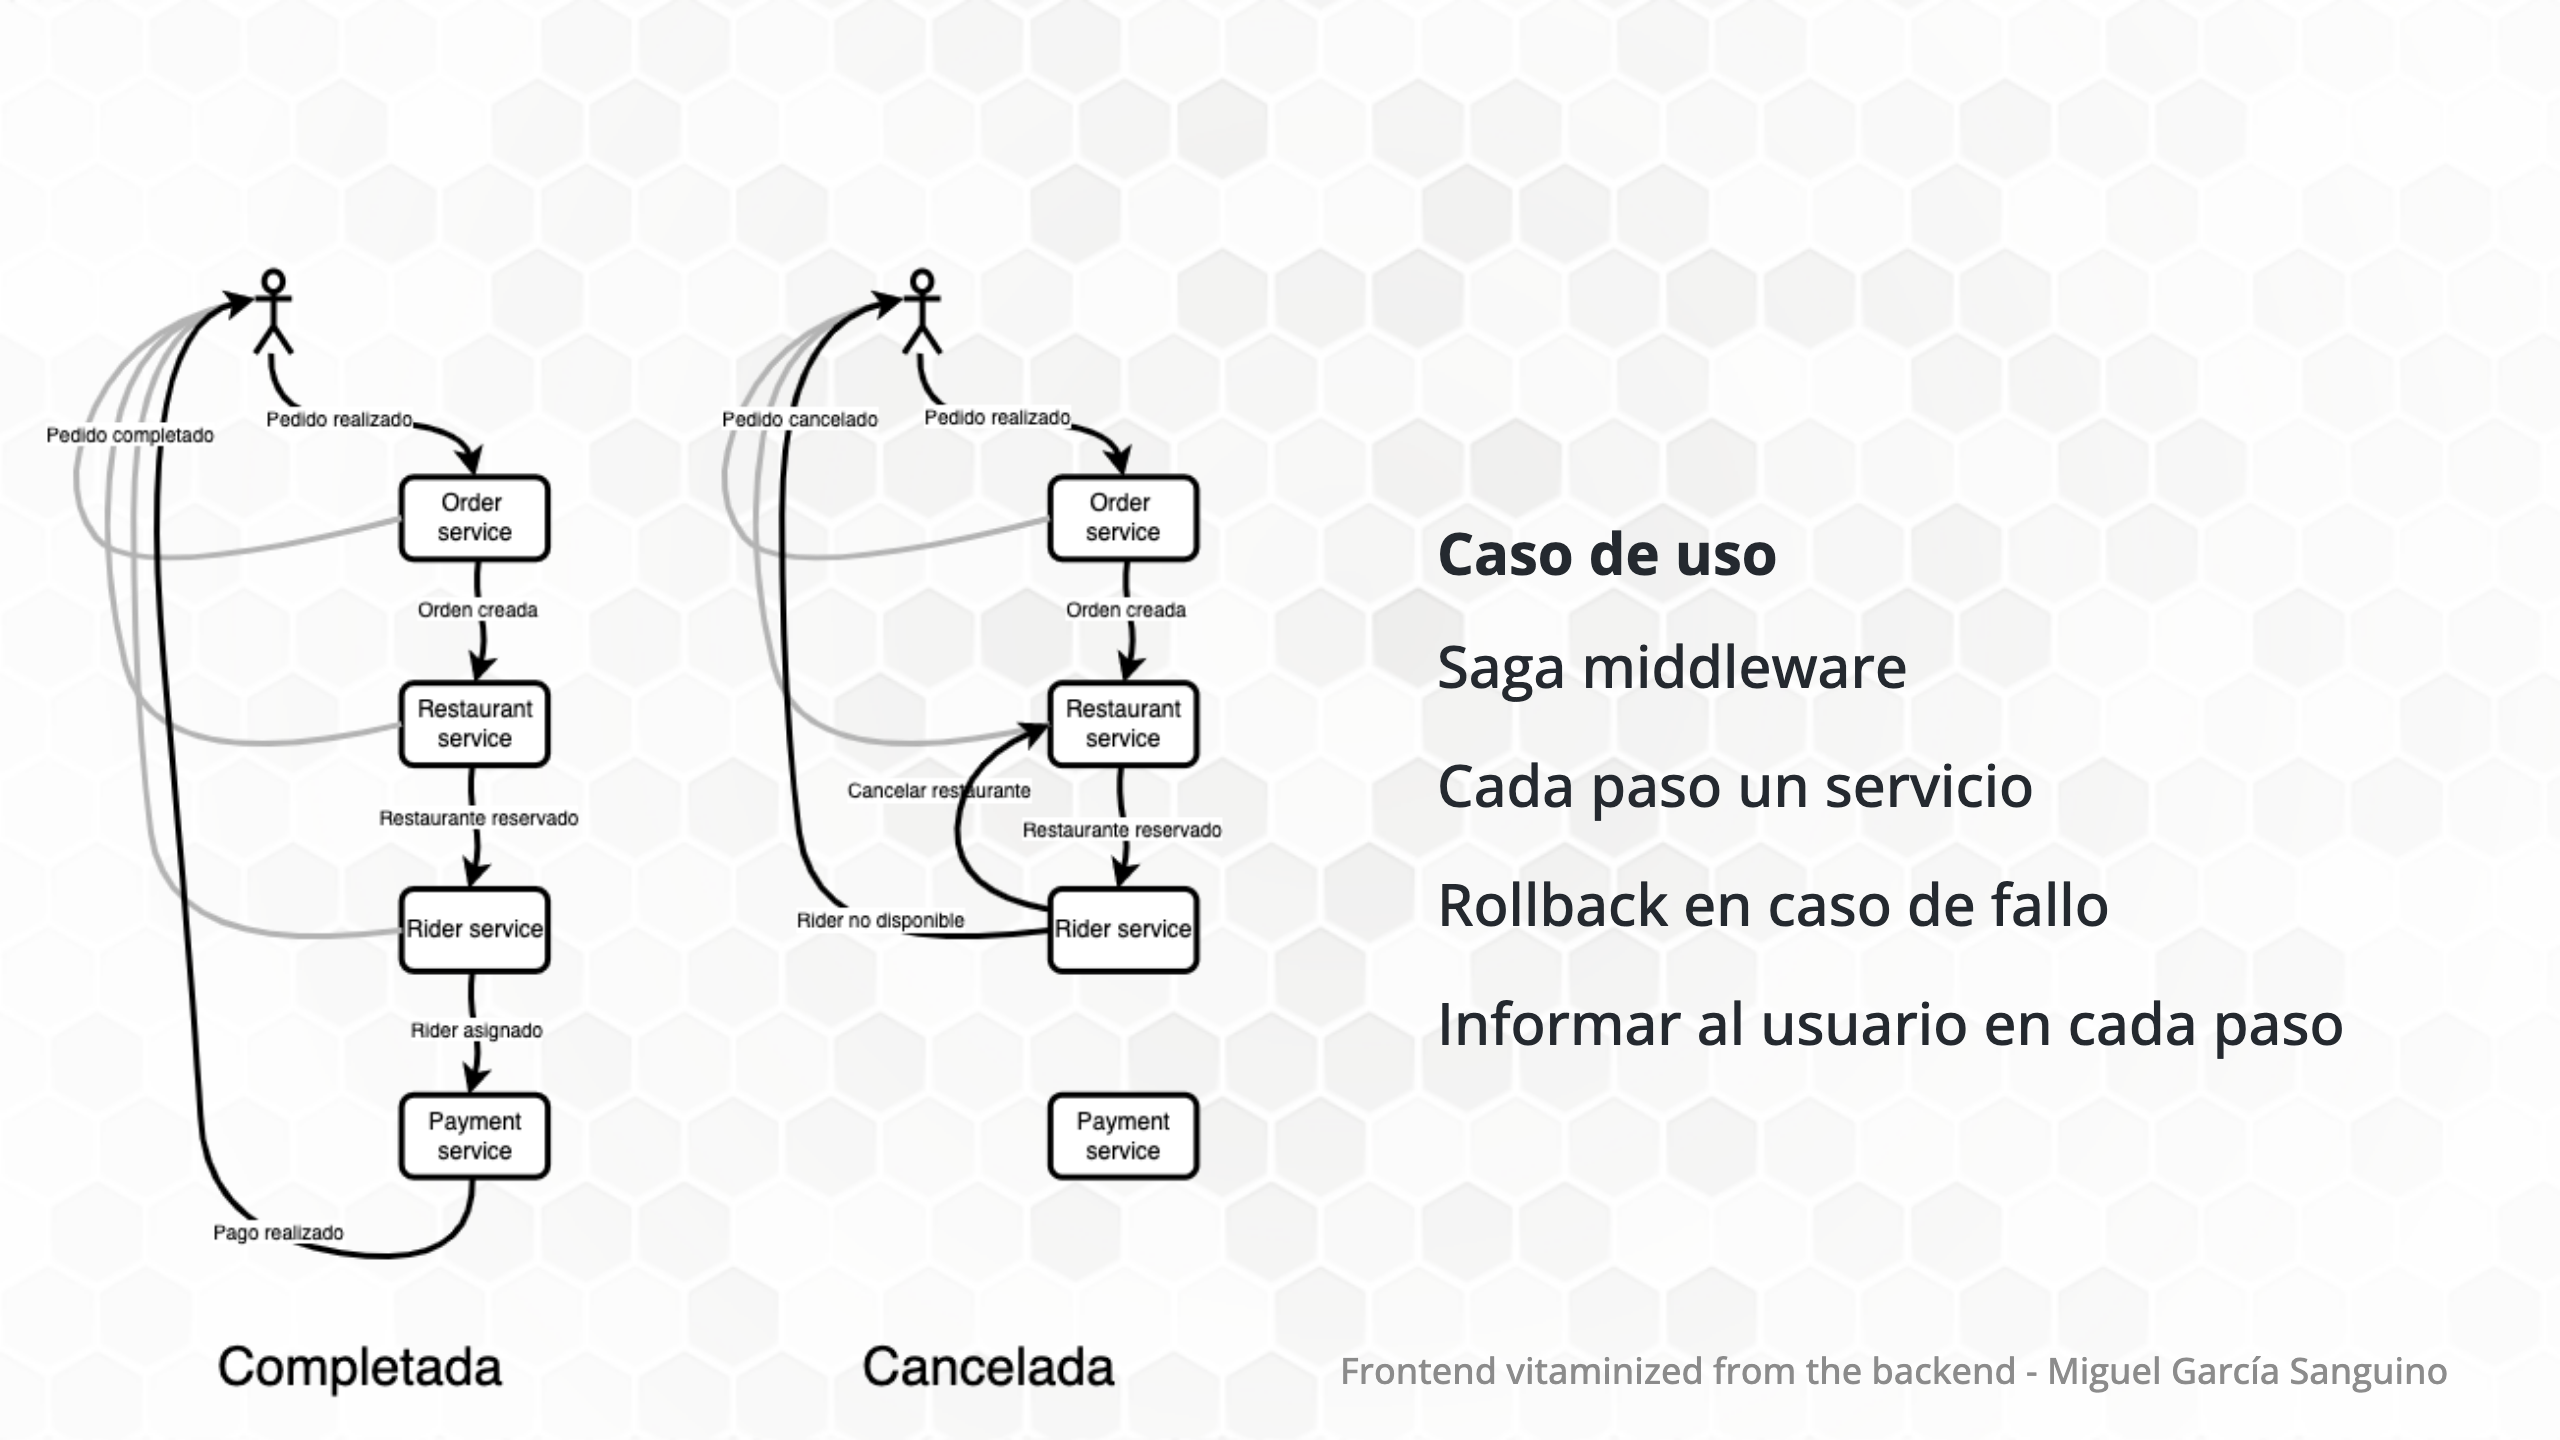 Pedido completado
Pedido realizado
Order
service
Orden creada
Restaurant
service
Restaurante reservado
Rider service
Rider asignado
Payment
service
Pago realizado
Completada
Pedido cancelado
Pedido realizado
Order
service
Orden creada
Restaurant
service
Cancelar restaurante
Restaurante reservado
Rider no disponible
Rider service
Payment
service
Cancelada
Caso de uso
Saga middleware
Cada paso un servicio
Rollback en caso de fallo
Informar al usuario en cada paso
Frontend vitaminized from the backend - Miguel García Sanguino